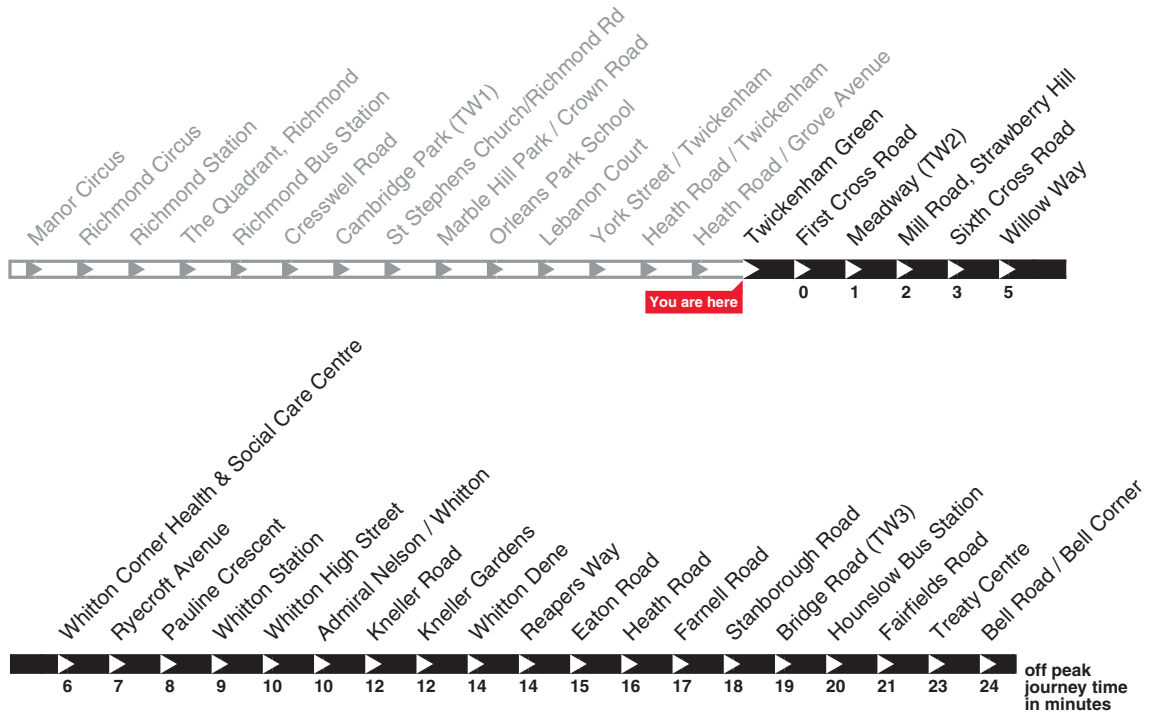 Manor Circus
Richmond Circus
Richmond Station
The Quadrant, Richmond
Richmond Bus Station
Cresswell Road
Cambridge Park (TW1)
St Stephens Church/Richmond Rd
Marble Hill Park / Crown Road
Orleans Park School
Lebanon Court
York Street / Twickenham
Heath Road / Twickenham
Heath Road / Grove Avenue
Twickenham Green
First Cross Road
Meadway (TW2)
Mill Road, Strawberry Hill
Sixth Cross Road
Willow Way
You are here
0 1 2 3 5
Whitton Corner Health & Social Care Centre
Ryecroft Avenue
Pauline Crescent
Whitton Station
Whitton High Street
Admiral Nelson / Whitton
Kneller Road
Kneller Gardens
Whitton Dene
Reapers Way
Eaton Road
Heath Road
Farnell Road
Stanborough Road
Bridge Road (TW3)
Hounslow Bus Station
Fairfields Road
Treaty Centre
Bell Road / Bell Corner
6 7 8 9 10 10 12 12 14 14 15 16 17 18 19 20 21 23 24
off peak
journey time
in minutes